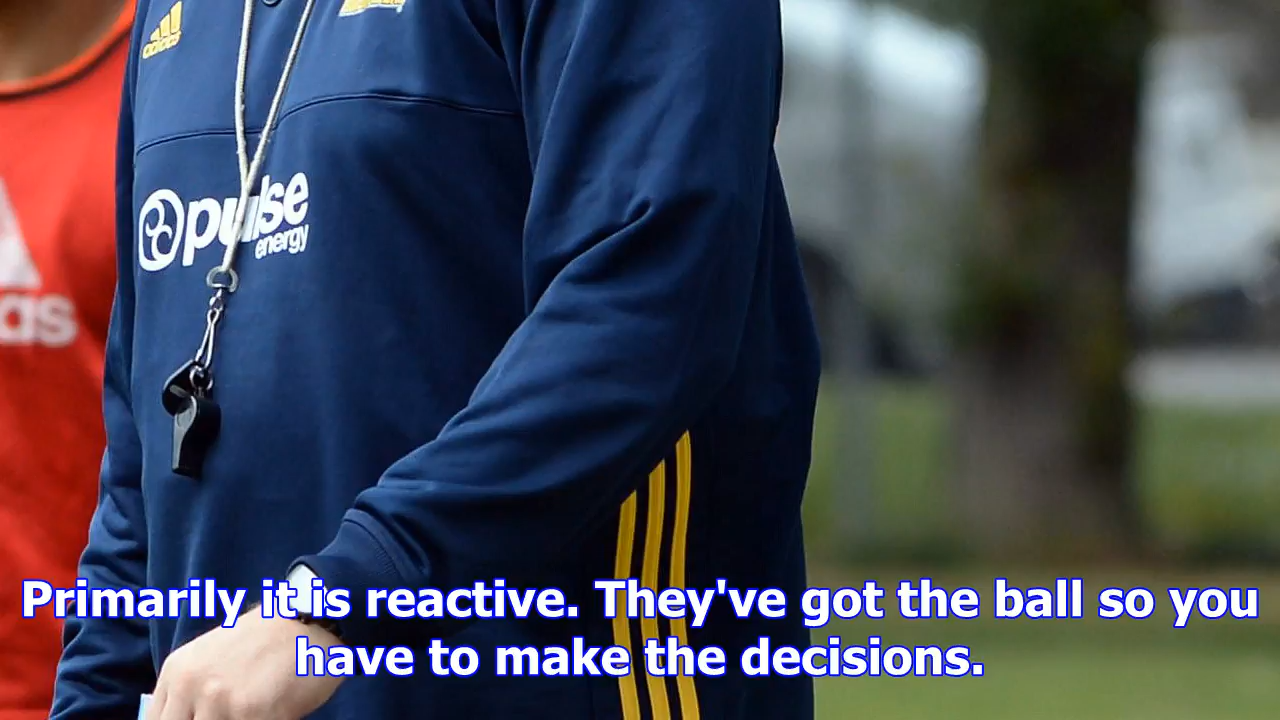 adidas
pulse
energy
as
Primarily it is reactive. They've got the ball so you
have to make the decisions.